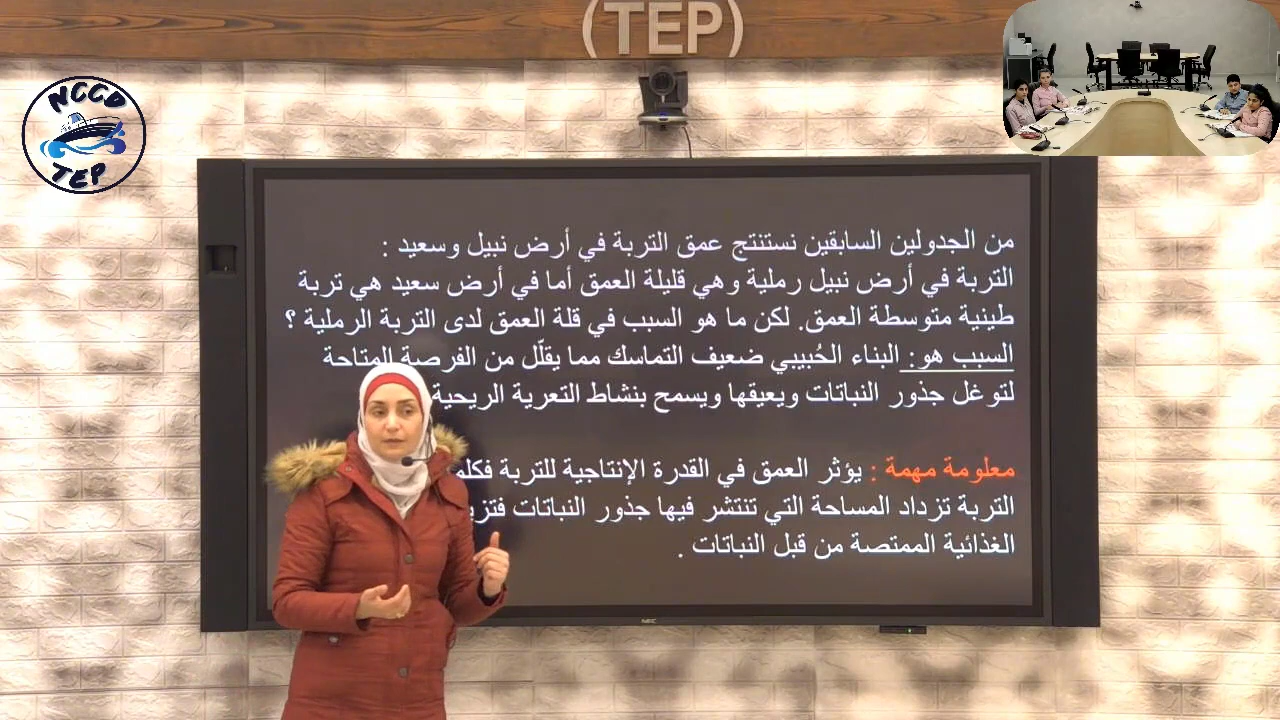 (TEP)
NCCD
TEP
من الجدولين السابقين نستنتج عمق التربة في أرض نبيل وسعيد :
التربة في أرض نبيل رملية وهي قليلة العمق أما في أرض سعيد هي تربة
طينية متوسطة العمق. لكن ما هو السبب في قلة العمق لدى التربة الرملية ؟
السبب هو: البناء الحُبيبي ضعيف التماسك مما يقلّل من الفرصة المتاحة
لتوغل جذور النباتات ويعيقها ويسمح بنشاط التعرية الريحية
معلومة مهمة : يؤثر العمق في القدرة الإنتاجية للتربة
التربة تزداد المساحة التي تنتشر فيها جذور النباتات
الغذائية الممتصة من قبل النباتات .
NEC